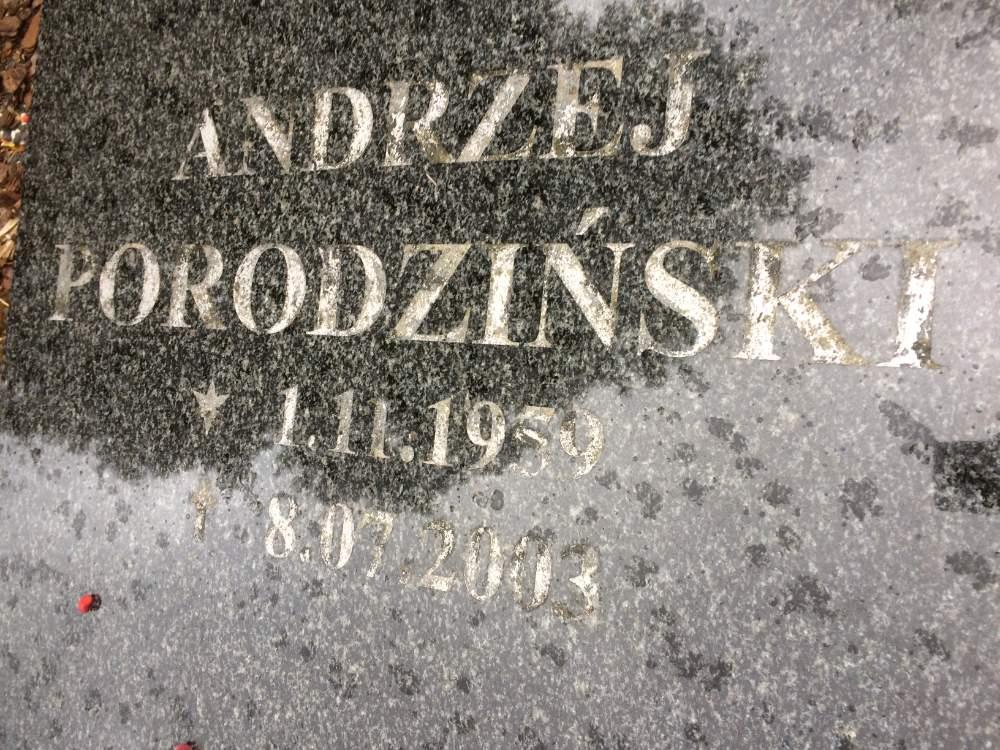 ANDRZEJ
PORODZIŃSKI
★ 1.11.1959
✝ 8.07.2003